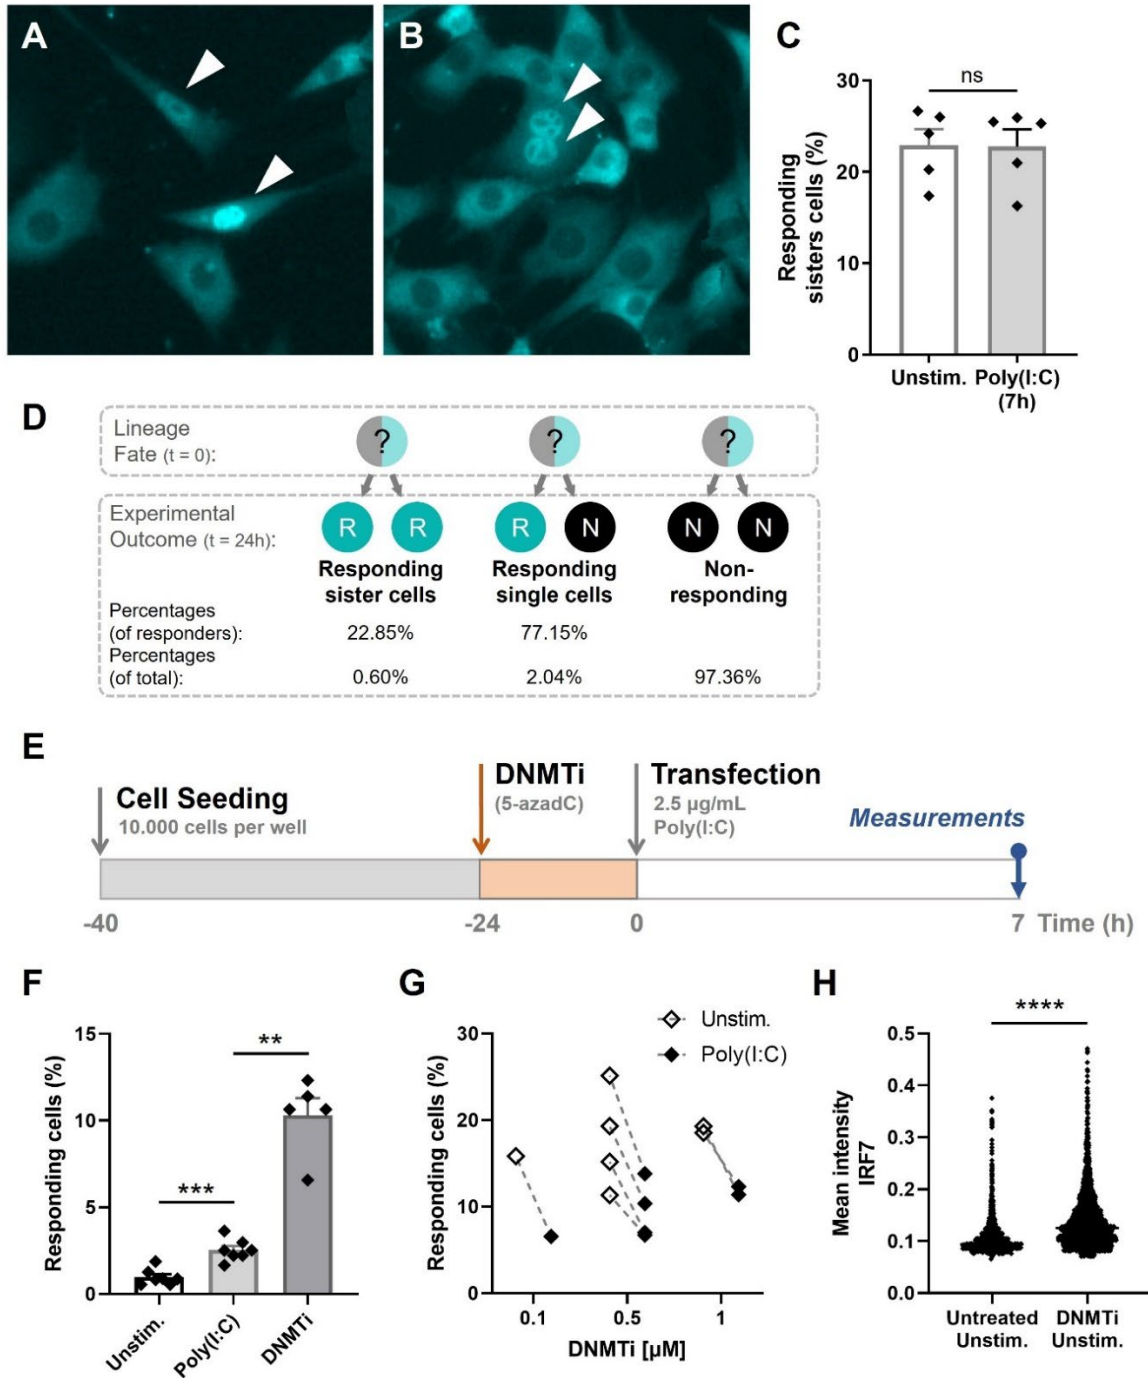 A
B
C
30
20
10
0
Responding
sisters cells (%)
ns
Unstim.
Poly(I:C)
(7h)
D
Lineage
Fate (t = 0):
?
?
?
Experimental
Outcome (t = 24h):
R
R
R
N
N
N
Responding
sister cells
Responding
single cells
Non-
responding
Percentages
(of responders):
22.85%
77.15%
Percentages
(of total):
0.60%
2.04%
97.36%
E
Cell Seeding
10.000 cells per well
DNMTi
(5-azadC)
Transfection
2.5 µg/mL
Poly(I:C)
Measurements
-40
-24
0
7
Time (h)
F
Responding cells (%)
15
10
5
0
***
**
Unstim.
Poly(I:C)
DNMTi
G
Responding cells (%)
30
20
10
0
Unstim.
Poly(I:C)
0.1
0.5
1
DNMTi [µM]
H
Mean intensity
IRF7
0.5
0.4
0.3
0.2
0.1
0.0
****
Untreated
Unstim.
DNMTi
Unstim.